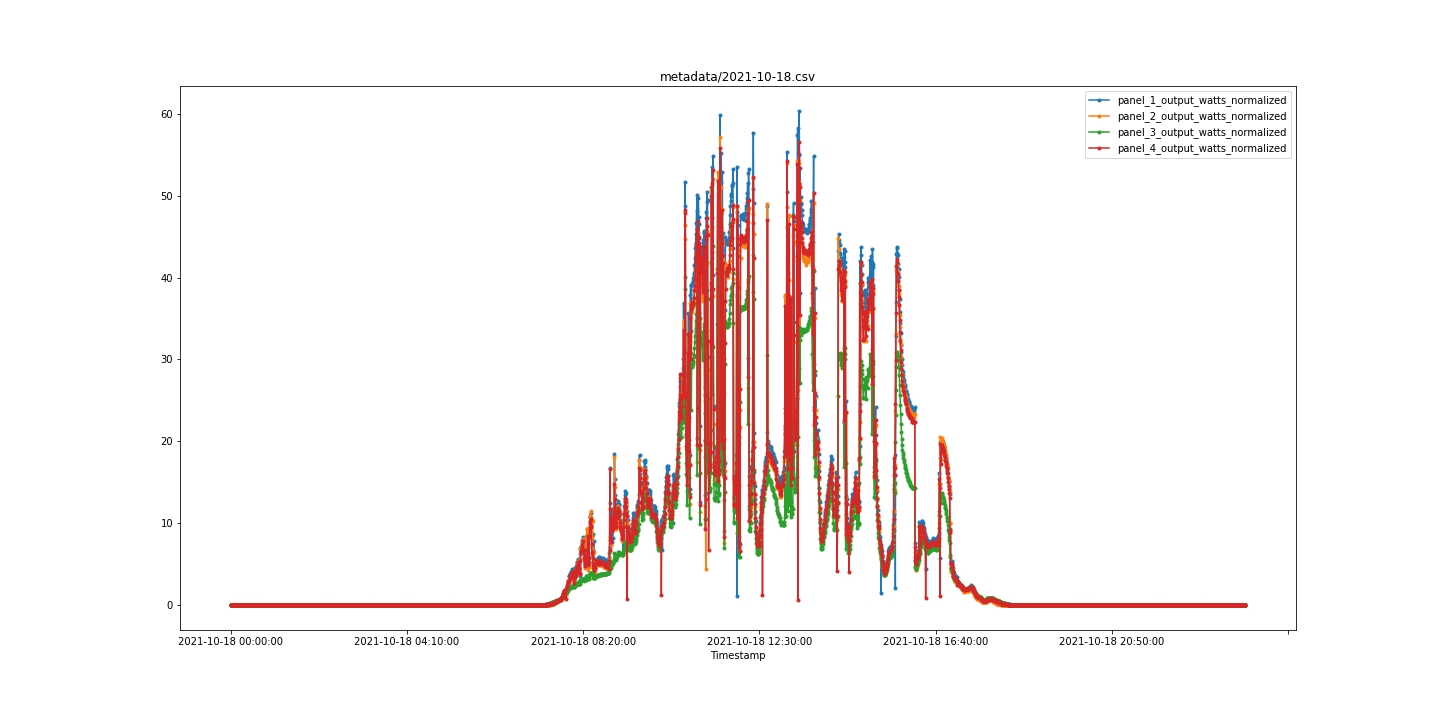 metadata/2021-10-18.csv
panel_1_output_watts_normalized
panel_2_output_watts_normalized
panel_3_output_watts_normalized
panel_4_output_watts_normalized
60
50
40
30
20
10
0
2021-10-18 00:00:00 2021-10-18 04:10:00 2021-10-18 08:20:00 2021-10-18 12:30:00 2021-10-18 16:40:00 2021-10-18 20:50:00
Timestamp